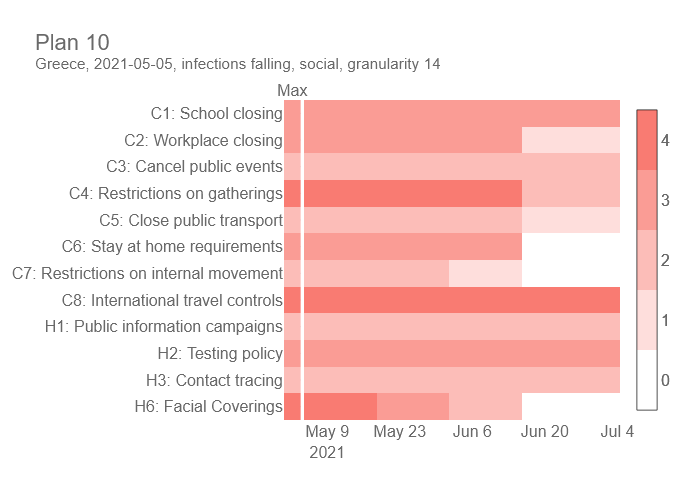 Plan 10
Greece, 2021-05-05, infections falling, social, granularity 14
Max
C1: School closing
C2: Workplace closing
C3: Cancel public events
C4: Restrictions on gatherings
C5: Close public transport
C6: Stay at home requirements
C7: Restrictions on internal movement
C8: International travel controls
H1: Public information campaigns
H2: Testing policy
H3: Contact tracing
H6: Facial Coverings
4
3
2
1
0
May 9 May 23 Jun 6 Jun 20 Jul 4
2021